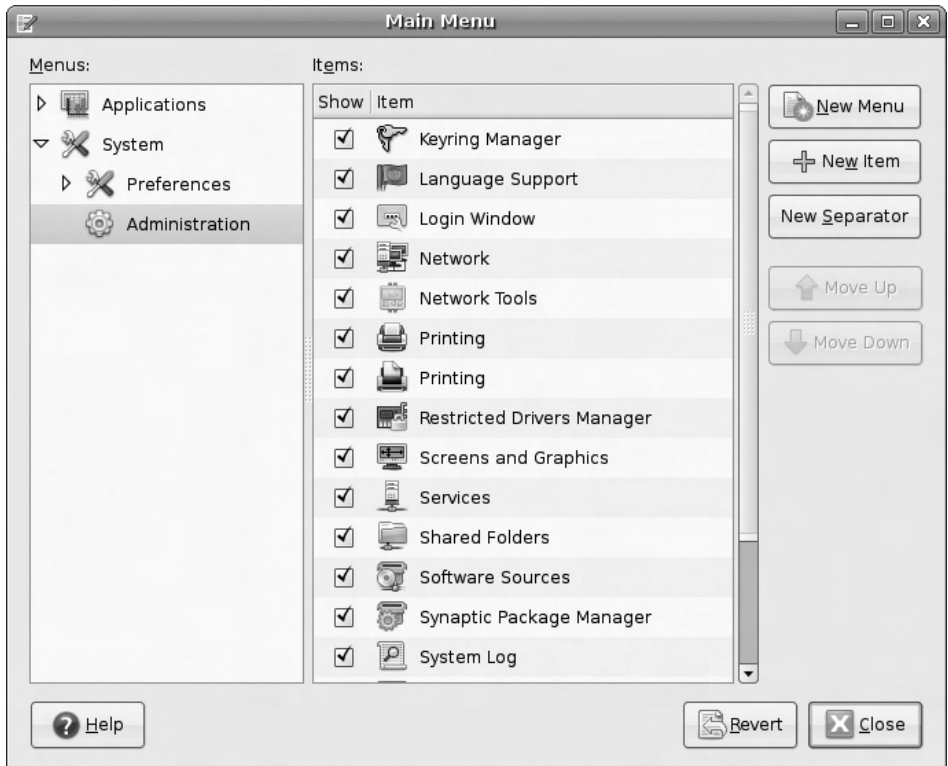 Main Menu
Menus:
Applications
System
Preferences
Administration
Items:
Show Item
Keyring Manager
Language Support
Login Window
Network
Network Tools
Printing
Printing
Restricted Drivers Manager
Screens and Graphics
Services
Shared Folders
Software Sources
Synaptic Package Manager
System Log
New Menu
New Item
New Separator
Move Up
Move Down
Help
Revert
Close